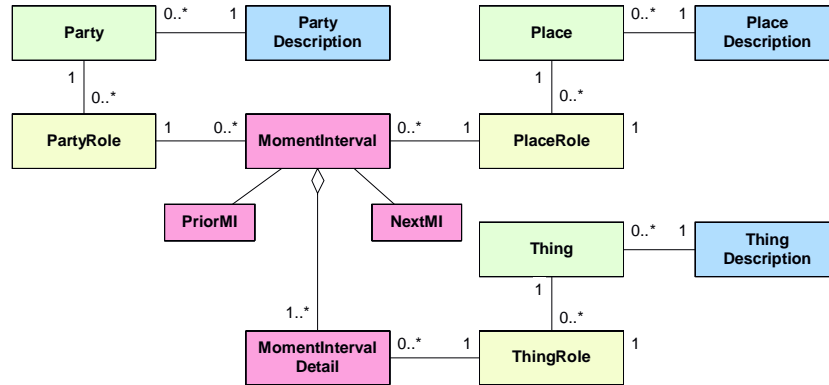 Party
0..*
1
Party
Description
Place
0..*
1
Place
Description
1
0..*
1
0..*
PartyRole
1
0..*
MomentInterval
0..*
1
PlaceRole
1
PriorMI
NextMI
Thing
0..*
1
Thing
Description
1
0..*
1..*
MomentInterval
Detail
0..*
1
ThingRole
1